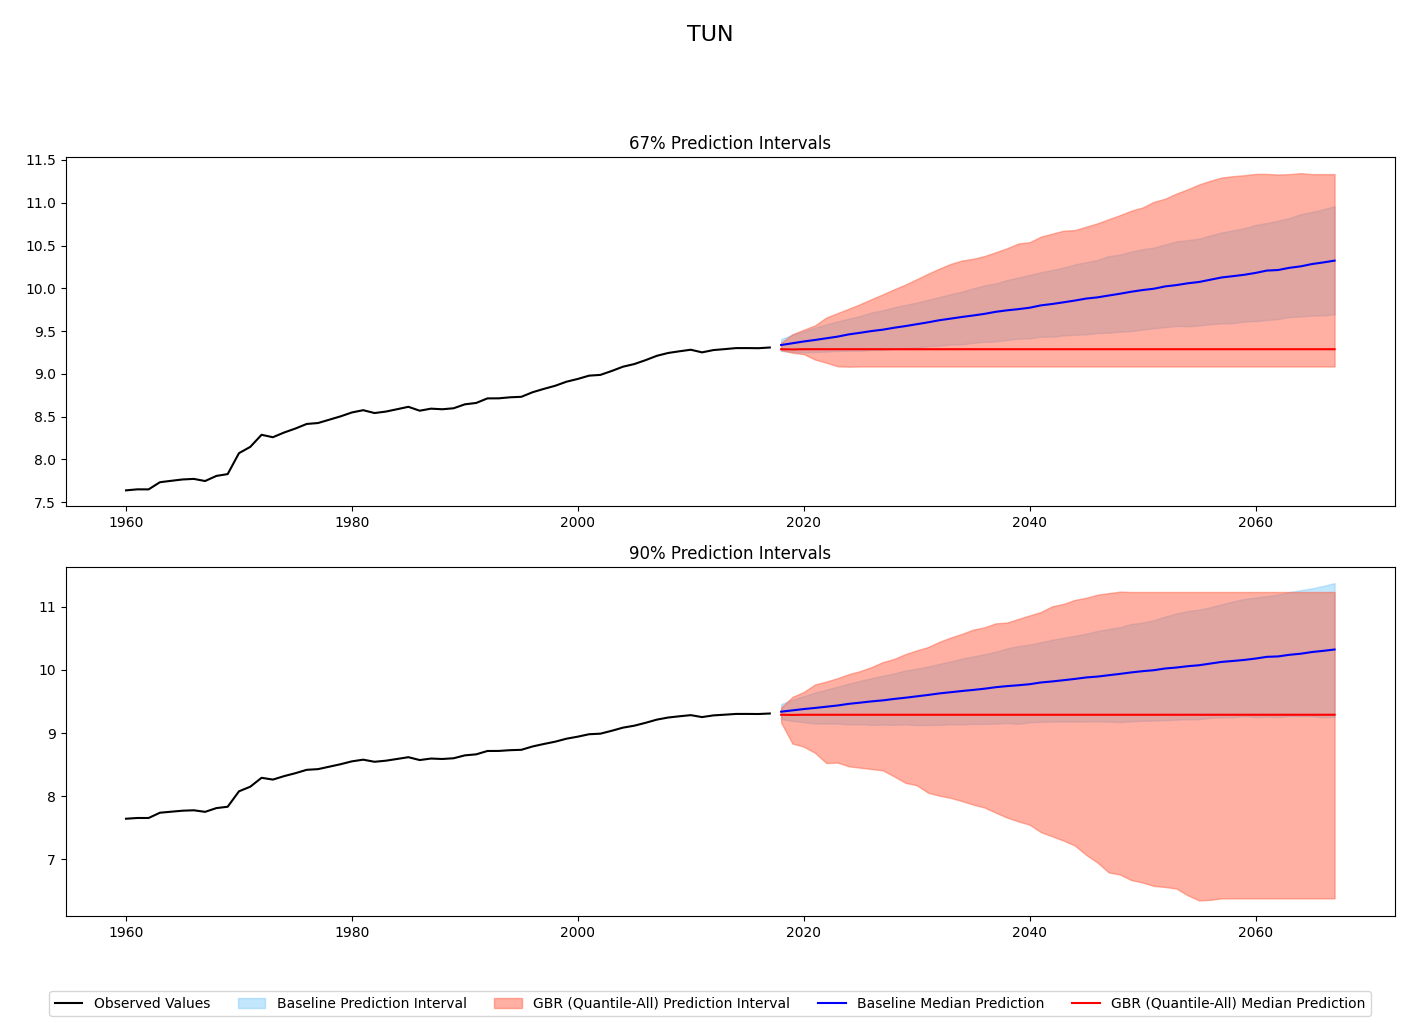 TUN
67% Prediction Intervals
11.5
11.0
10.5
10.0
9.5
9.0
8.5
8.0
7.5
1960 1980 2000 2020 2040 2060
90% Prediction Intervals
11
10
9
8
7
1960 1980 2000 2020 2040 2060
Observed Values Baseline Prediction Interval GBR (Quantile-All) Prediction Interval Baseline Median Prediction GBR (Quantile-All) Median Prediction